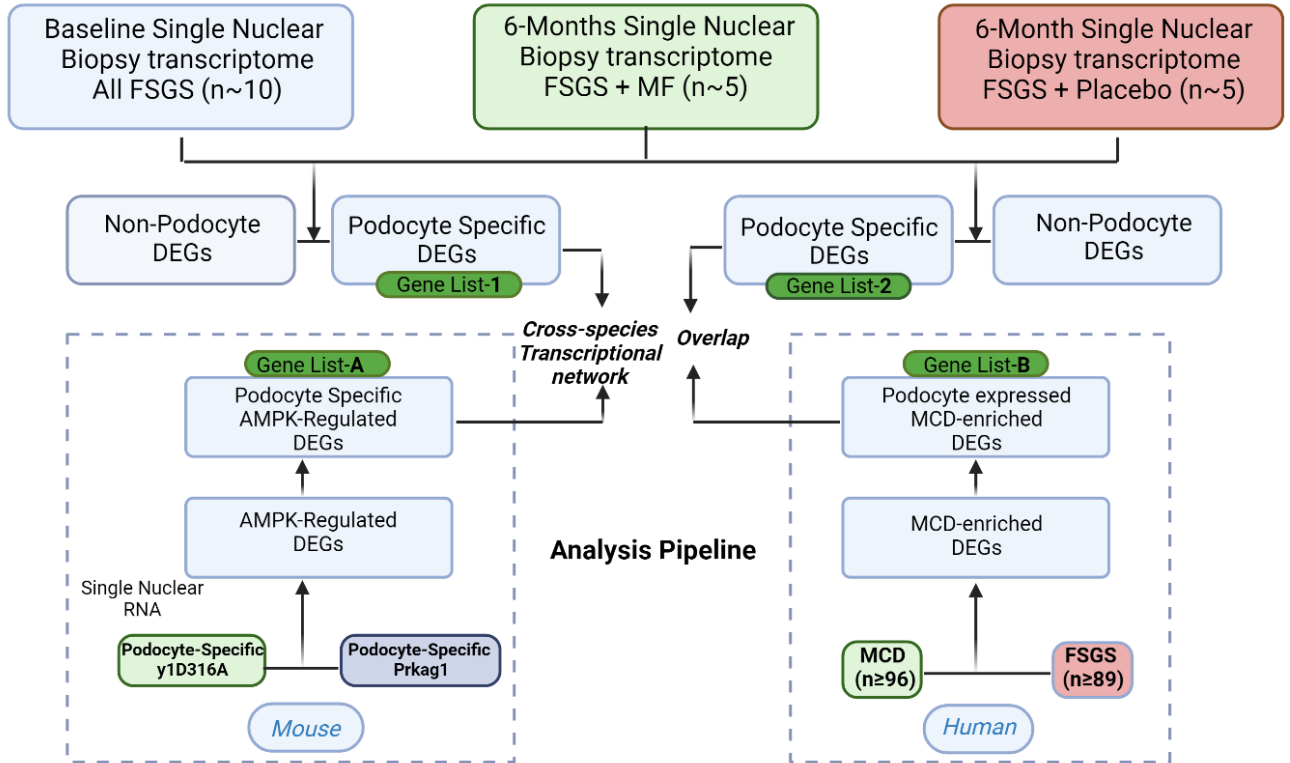 Baseline Single Nuclear
Biopsy transcriptome
All FSGS (n~10)
6-Months Single Nuclear
Biopsy transcriptome
FSGS + MF (n~5)
6-Month Single Nuclear
Biopsy transcriptome
FSGS + Placebo (n~5)
Non-Podocyte
DEGs
Podocyte Specific
DEGs
Gene List-1
Podocyte Specific
DEGs
Gene List-2
Non-Podocyte
DEGs
Cross-species
Transcriptional
network
Overlap
Gene List-A
Podocyte Specific
AMPK-Regulated
DEGs
AMPK-Regulated
DEGs
Single Nuclear
RNA
Podocyte-Specific
y1D316A
Podocyte-Specific
Prkag1
Mouse
Analysis Pipeline
Gene List-B
Podocyte expressed
MCD-enriched
DEGs
MCD-enriched
DEGs
MCD
(n≥96)
FSGS
(n≥89)
Human